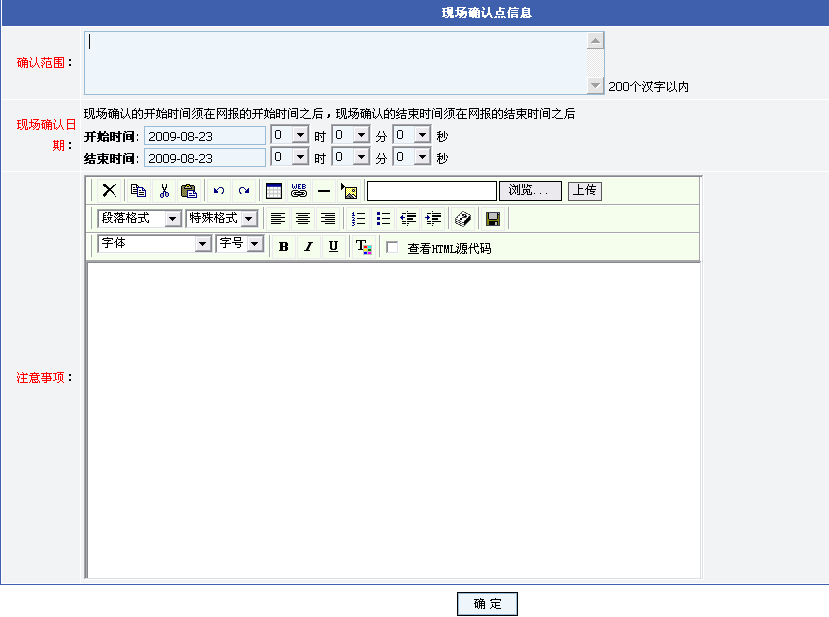 现场确认点信息
确认范围：
200个汉字以内
现场确认日期：
现场确认的开始时间须在网报的开始时间之后，现场确认的结束时间须在网报的结束时间之后
开始时间: 2009-08-23 0 时 0 分 0 秒
结束时间: 2009-08-23 0 时 0 分 0 秒
注意事项：
WEB 浏览... 上传
段落格式 特殊格式
字体 字号 B I U T 查看HTML源代码
确 定